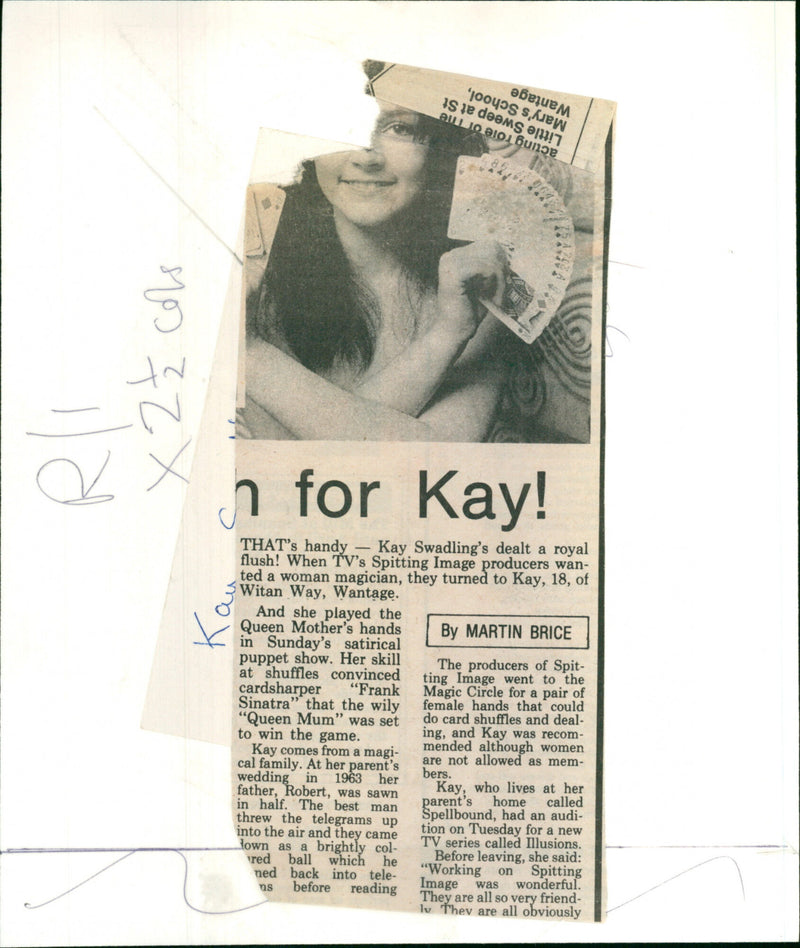 acting role of The
Little Sweep at St
Mary's School,
Wantage
R/1
x 2½ cols
Kay
n for Kay!
THAT's handy — Kay Swadling's dealt a royal
flush! When TV's Spitting Image producers wan-
ted a woman magician, they turned to Kay, 18, of
Witan Way, Wantage.
And she played the
Queen Mother's hands
in Sunday's satirical
puppet show. Her skill
at shuffles convinced
cardsharper "Frank
Sinatra" that the wily
"Queen Mum" was set
to win the game.
Kay comes from a magi-
cal family. At her parent's
wedding in 1963 her
father, Robert, was sawn
in half. The best man
threw the telegrams up
into the air and they came
down as a brightly col-
ured ball which he
ned back into tele-
ns before reading
By MARTIN BRICE
The producers of Spit-
ting Image went to the
Magic Circle for a pair of
female hands that could
do card shuffles and deal-
ing, and Kay was recom-
mended although women
are not allowed as mem-
bers.
Kay, who lives at her
parent's home called
Spellbound, had an audi-
tion on Tuesday for a new
TV series called Illusions.
Before leaving, she said:
"Working on Spitting
Image was wonderful.
They are all so very friend-
ly. They are all obviously